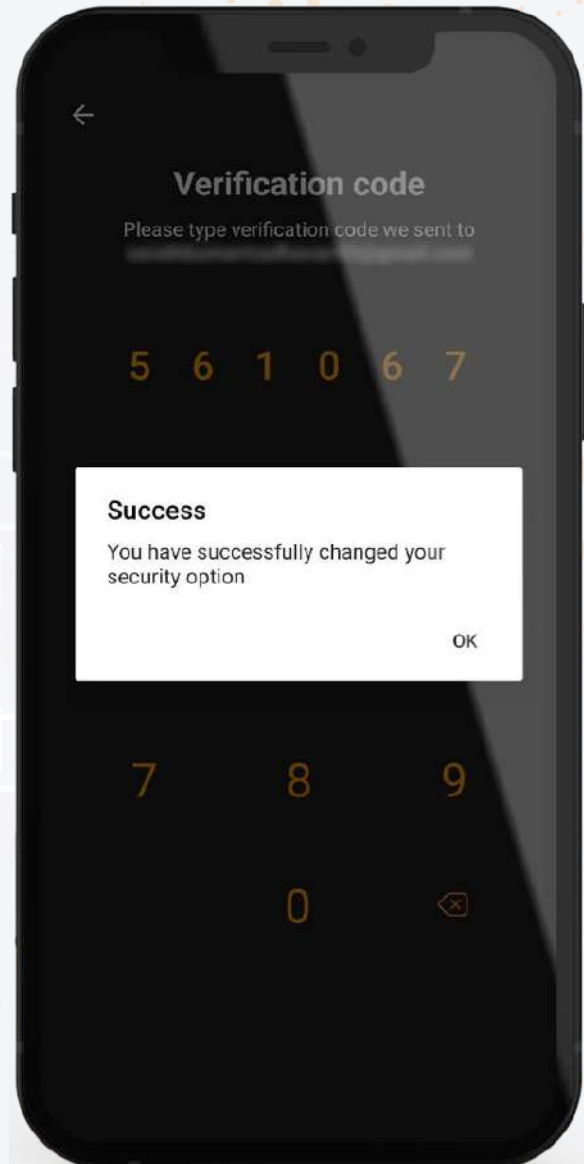 Verification code
Please type verification code we sent to
5 6 1 0 6 7
Success
You have successfully changed your
security option
OK
7 8 9
0